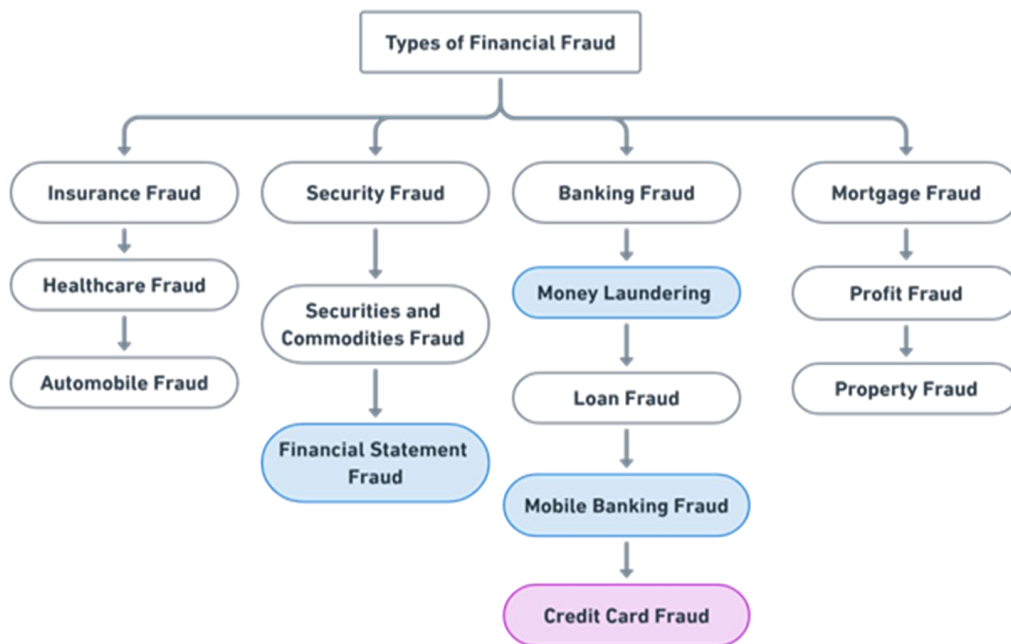 Types of Financial Fraud
Insurance Fraud
Security Fraud
Banking Fraud
Mortgage Fraud
Healthcare Fraud
Securities and
Commodities Fraud
Money Laundering
Profit Fraud
Automobile Fraud
Financial Statement
Fraud
Loan Fraud
Property Fraud
Mobile Banking Fraud
Credit Card Fraud